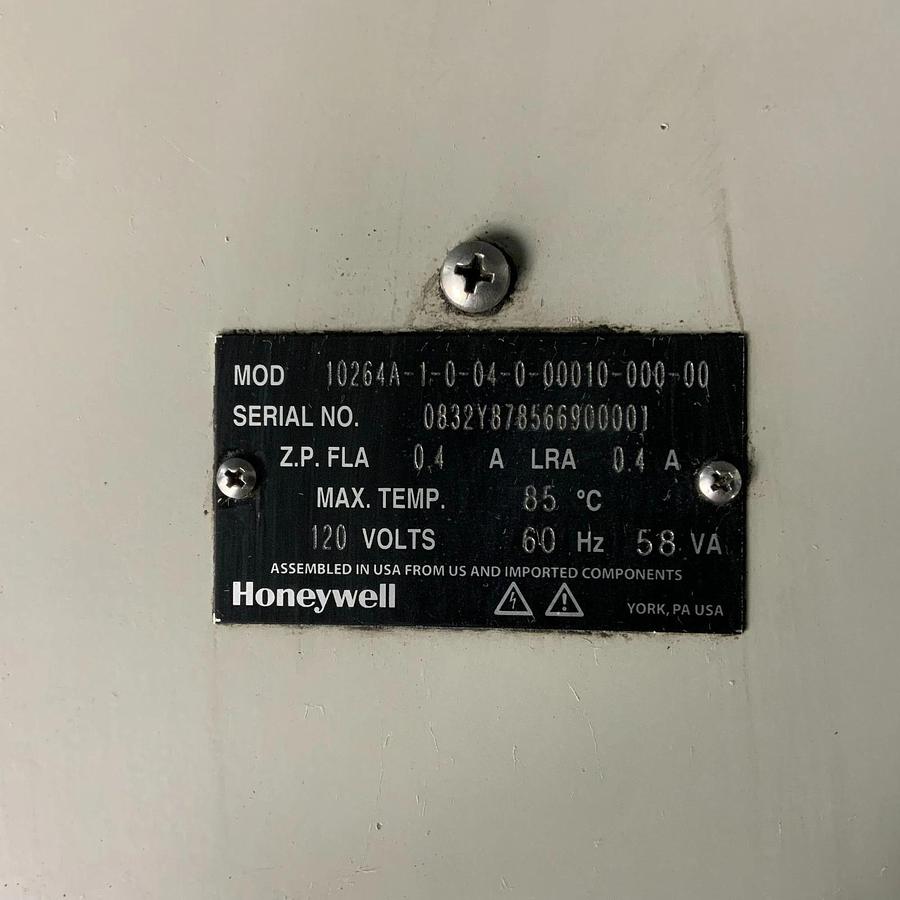 MOD 10264A-1-0-04-0-00010-000-00
SERIAL NO. 0832Y878566900001
Z.P. FLA 0.4 A LRA 0.4 A
MAX. TEMP. 85 °C
120 VOLTS 60 Hz 58 VA
ASSEMBLED IN USA FROM US AND IMPORTED COMPONENTS
Honeywell
YORK, PA USA